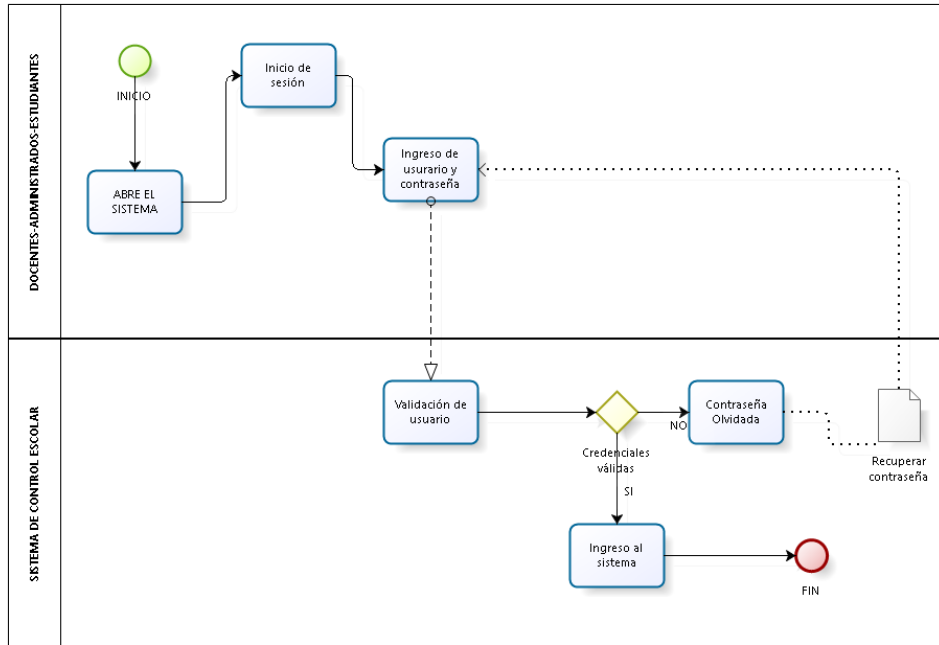 DOCENTES-ADMINISTRADOS-ESTUDIANTES
INICIO
ABRE EL
SISTEMA
Inicio de
sesión
Ingreso de
usurario y
contraseña
SISTEMA DE CONTROL ESCOLAR
Validación de
usuario
Credenciales
válidas
NO
Contraseña
Olvidada
Recuperar
contraseña
SI
Ingreso al
sistema
FIN